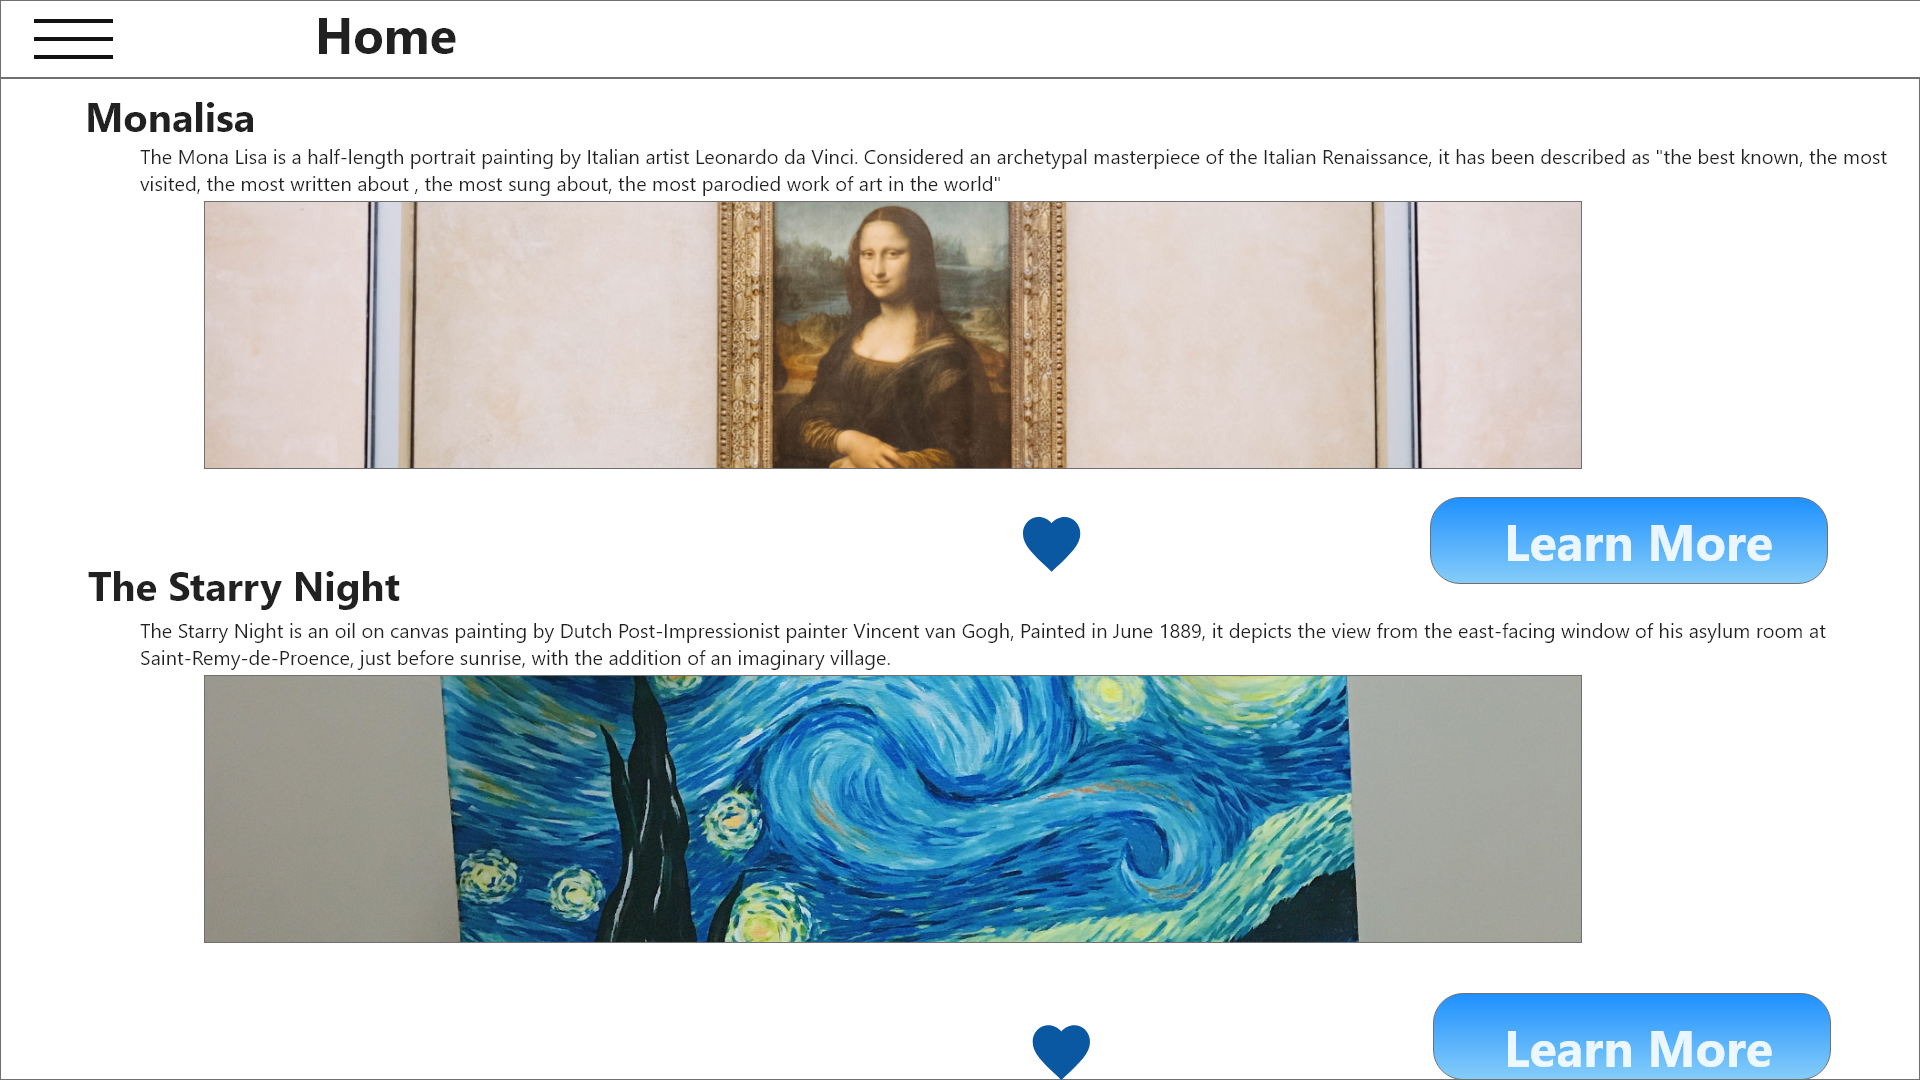 Home
Monalisa
The Mona Lisa is a half-length portrait painting by Italian artist Leonardo da Vinci. Considered an archetypal masterpiece of the Italian Renaissance, it has been described as "the best known, the most
visited, the most written about , the most sung about, the most parodied work of art in the world"
Learn More
The Starry Night
The Starry Night is an oil on canvas painting by Dutch Post-Impressionist painter Vincent van Gogh, Painted in June 1889, it depicts the view from the east-facing window of his asylum room at
Saint-Remy-de-Proence, just before sunrise, with the addition of an imaginary village.
Learn More